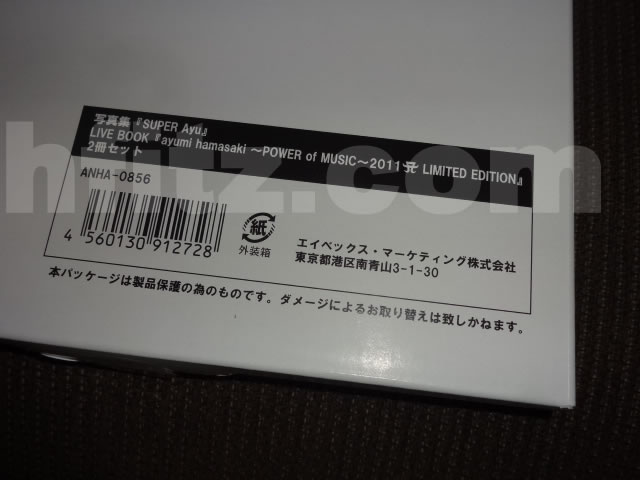 写真集『SUPER Ayu』
LIVE BOOK『ayumi hamasaki ～POWER of MUSIC～2011 A LIMITED EDITION』
2冊セット
ANHA-0856
4 560130 912728
紙
外装箱
エイベックス・マーケティング株式会社
東京都港区南青山3-1-30
本パッケージは製品保護の為のものです。ダメージによるお取り替えは致しかねます。
hritz.com